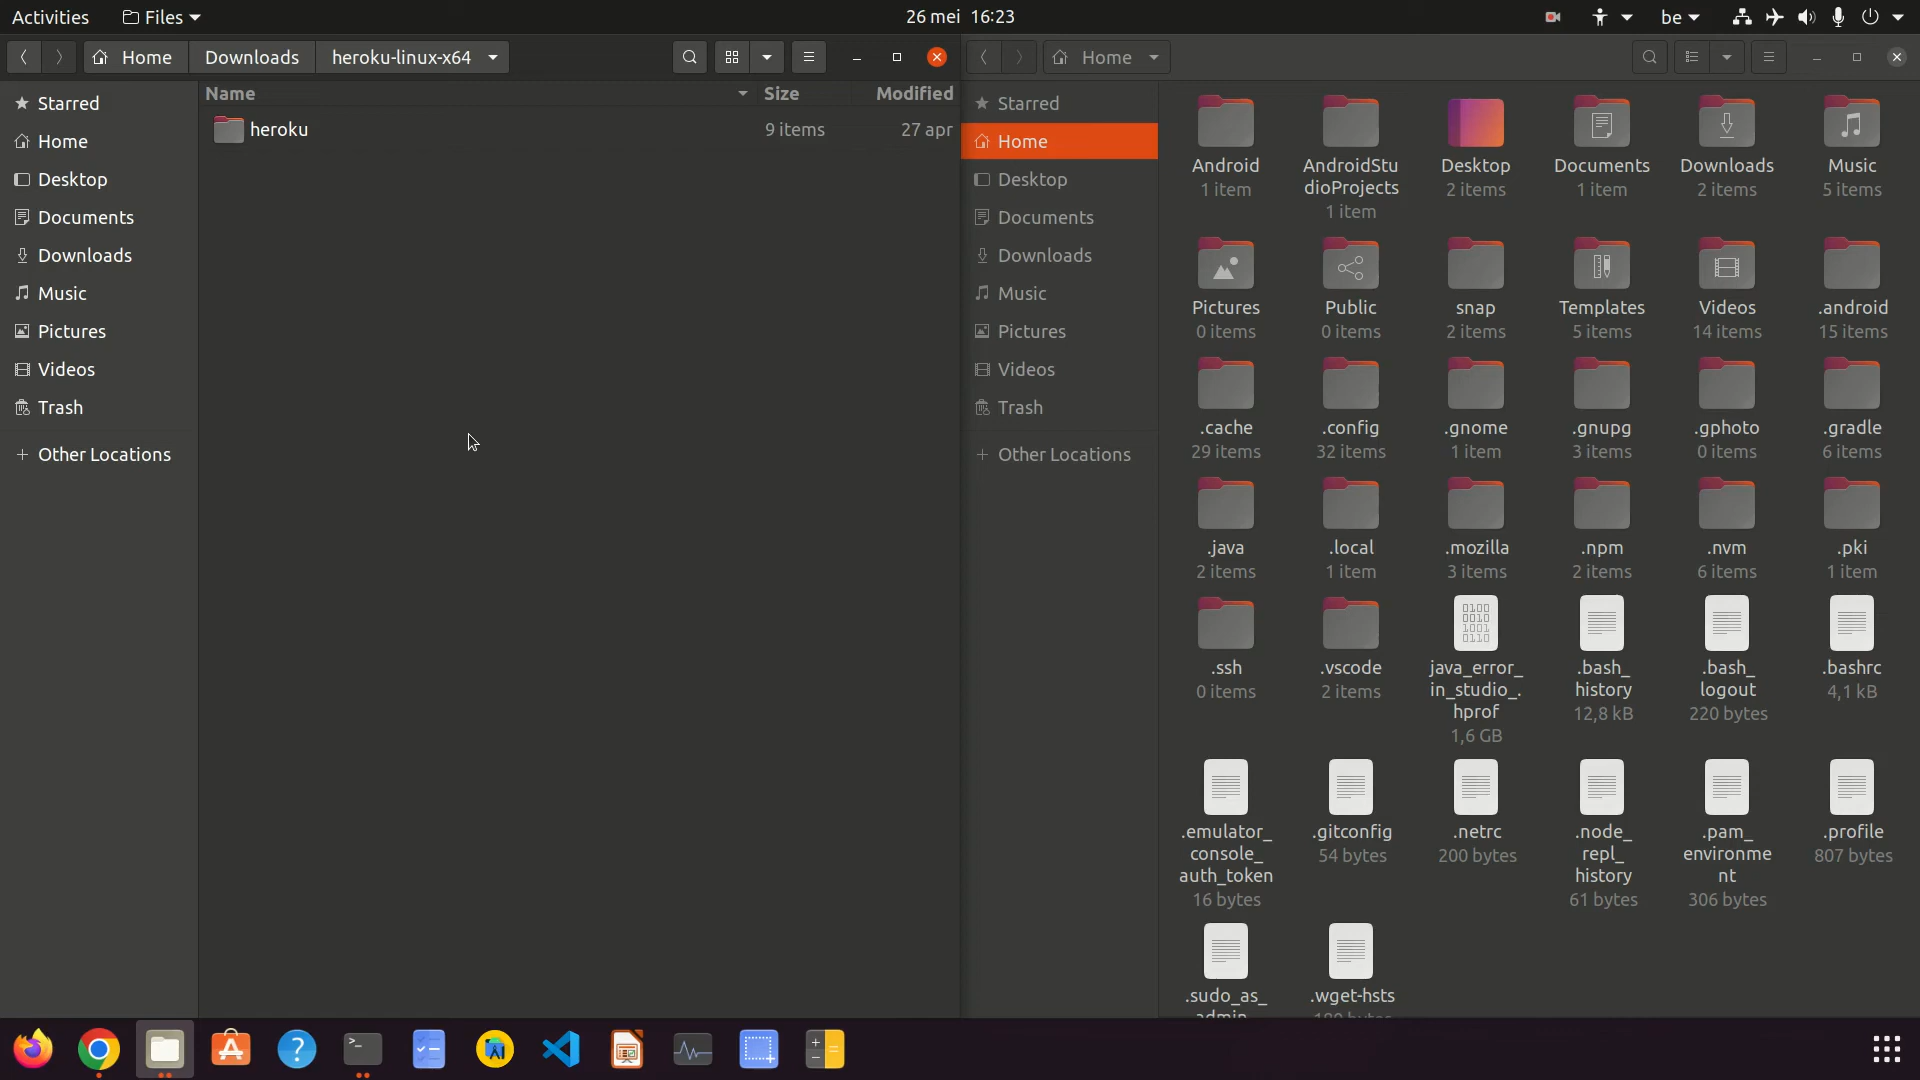 Activities
Files
26 mei 16:23
be
Home
Downloads
heroku-linux-x64
Home
Starred
Home
Desktop
Documents
Downloads
Music
Pictures
Videos
Trash
Other Locations
Name
Size
Modified
heroku
9 items
27 apr
Starred
Home
Desktop
Documents
Downloads
Music
Pictures
Videos
Trash
Other Locations
Android
1 item
AndroidStu
dioProjects
1 item
Desktop
2 items
Documents
1 item
Downloads
2 items
Music
5 items
Pictures
0 items
Public
0 items
snap
2 items
Templates
5 items
Videos
14 items
.android
15 items
.cache
29 items
.config
32 items
.gnome
1 item
.gnupg
3 items
.gphoto
0 items
.gradle
6 items
.java
2 items
.local
1 item
.mozilla
3 items
.npm
2 items
.nvm
6 items
.pki
1 item
.ssh
0 items
.vscode
2 items
java_error_
in_studio_.
hprof
1,6 GB
.bash_
history
12,8 kB
.bash_
logout
220 bytes
.bashrc
4,1 kB
.emulator_
console_
auth_token
16 bytes
.gitconfig
54 bytes
.netrc
200 bytes
.node_
repl_
history
61 bytes
.pam_
environme
nt
306 bytes
.profile
807 bytes
.sudo_as_
admin
.wget-hsts